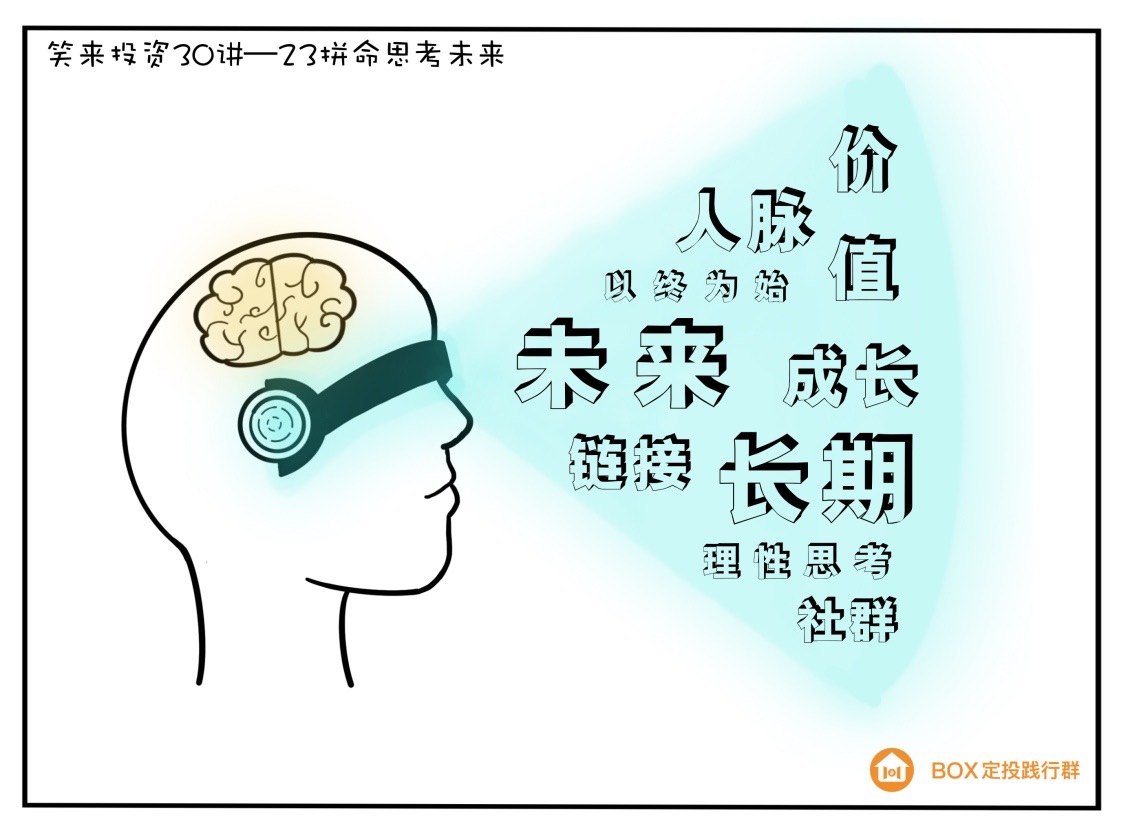 笑来投资30讲—23拼命思考未来
价值
人脉
以终为始
未来
成长
链接
长期
理性思考
社群
BOX定投践行群